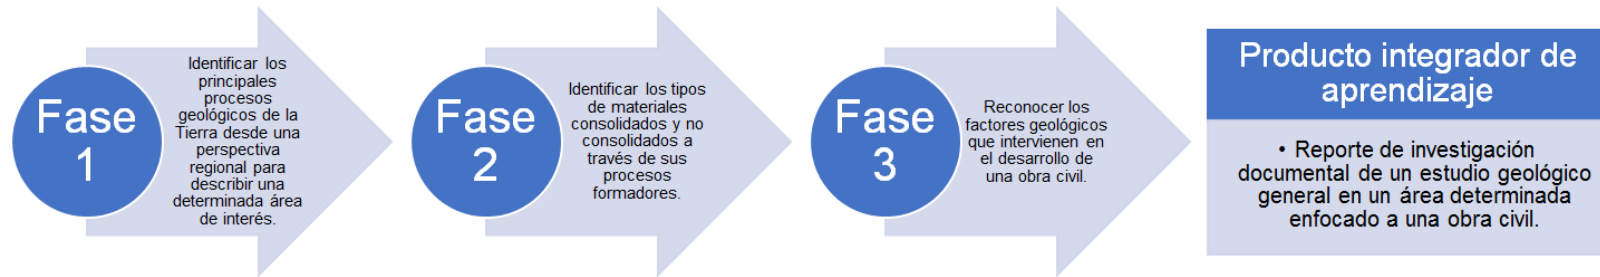 Fase
1
Identificar los
principales
procesos
geológicos de la
Tierra desde una
perspectiva
regional para
describir una
determinada área
de interés.
Fase
2
Identificar los tipos
de materiales
consolidados y no
consolidados a
través de sus
procesos
formadores.
Fase
3
Reconocer los
factores geológicos
que intervienen en
el desarrollo de
una obra civil.
Producto integrador de
aprendizaje
• Reporte de investigación
documental de un estudio geológico
general en un área determinada
enfocado a una obra civil.